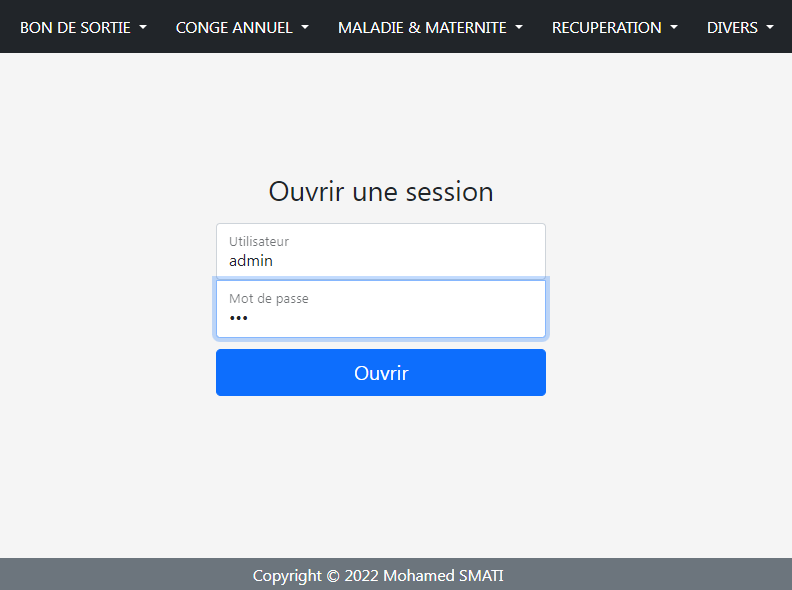 BON DE SORTIE CONGE ANNUEL MALADIE & MATERNITE RECUPERATION DIVERS
Ouvrir une session
Utilisateur
admin
Mot de passe
•••
Ouvrir
Copyright © 2022 Mohamed SMATI